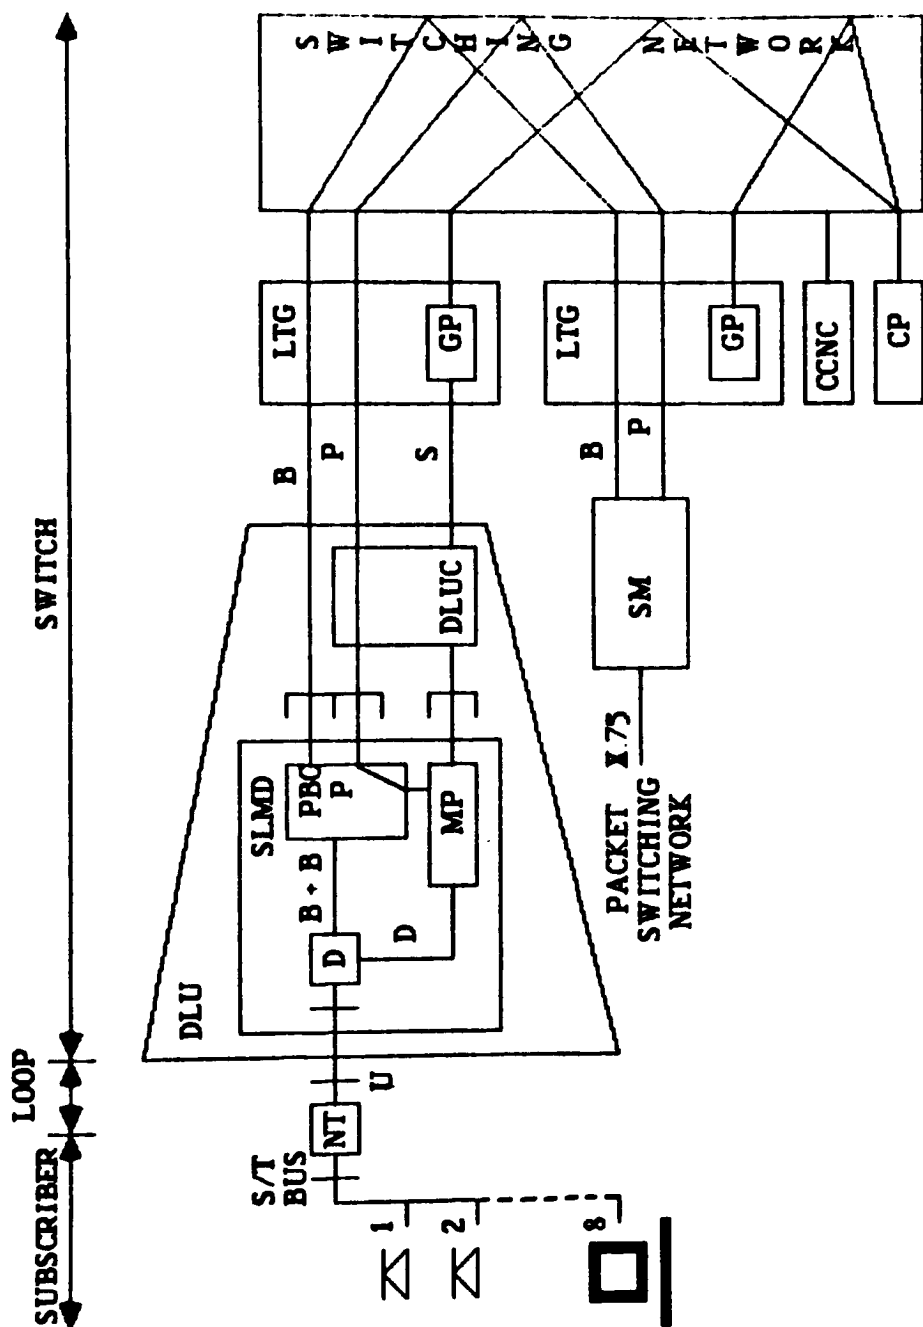 SUBSCRIBER
LOOP
SWITCH
S/T
BUS
NT
U
1
2
8
DLU
SLMD
D
B + B
D
PBC
P
MP
DLUC
B
P
S
LTG
GP
SWITCHING NETWORK
PACKET X.75
SWITCHING
NETWORK
SM
B
P
LTG
GP
CCNC
CP